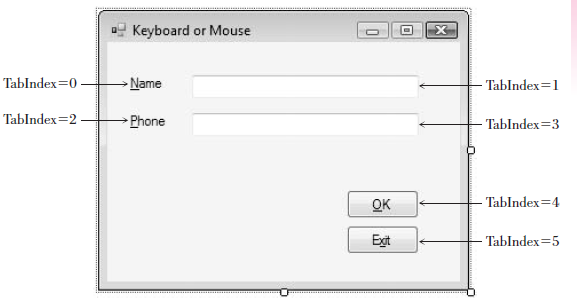 Keyboard or Mouse
TabIndex=0 Name TabIndex=1
TabIndex=2 Phone TabIndex=3
OK TabIndex=4
Exit TabIndex=5